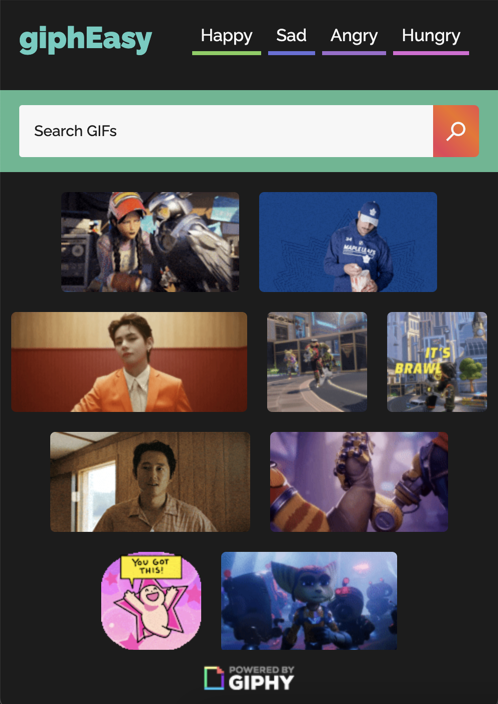 giphEasy
Happy Sad Angry Hungry
Search GIFs
MAPLE LEAFS
IT'S
BRAWL
YOU GOT
THIS!
POWERED BY
GIPHY